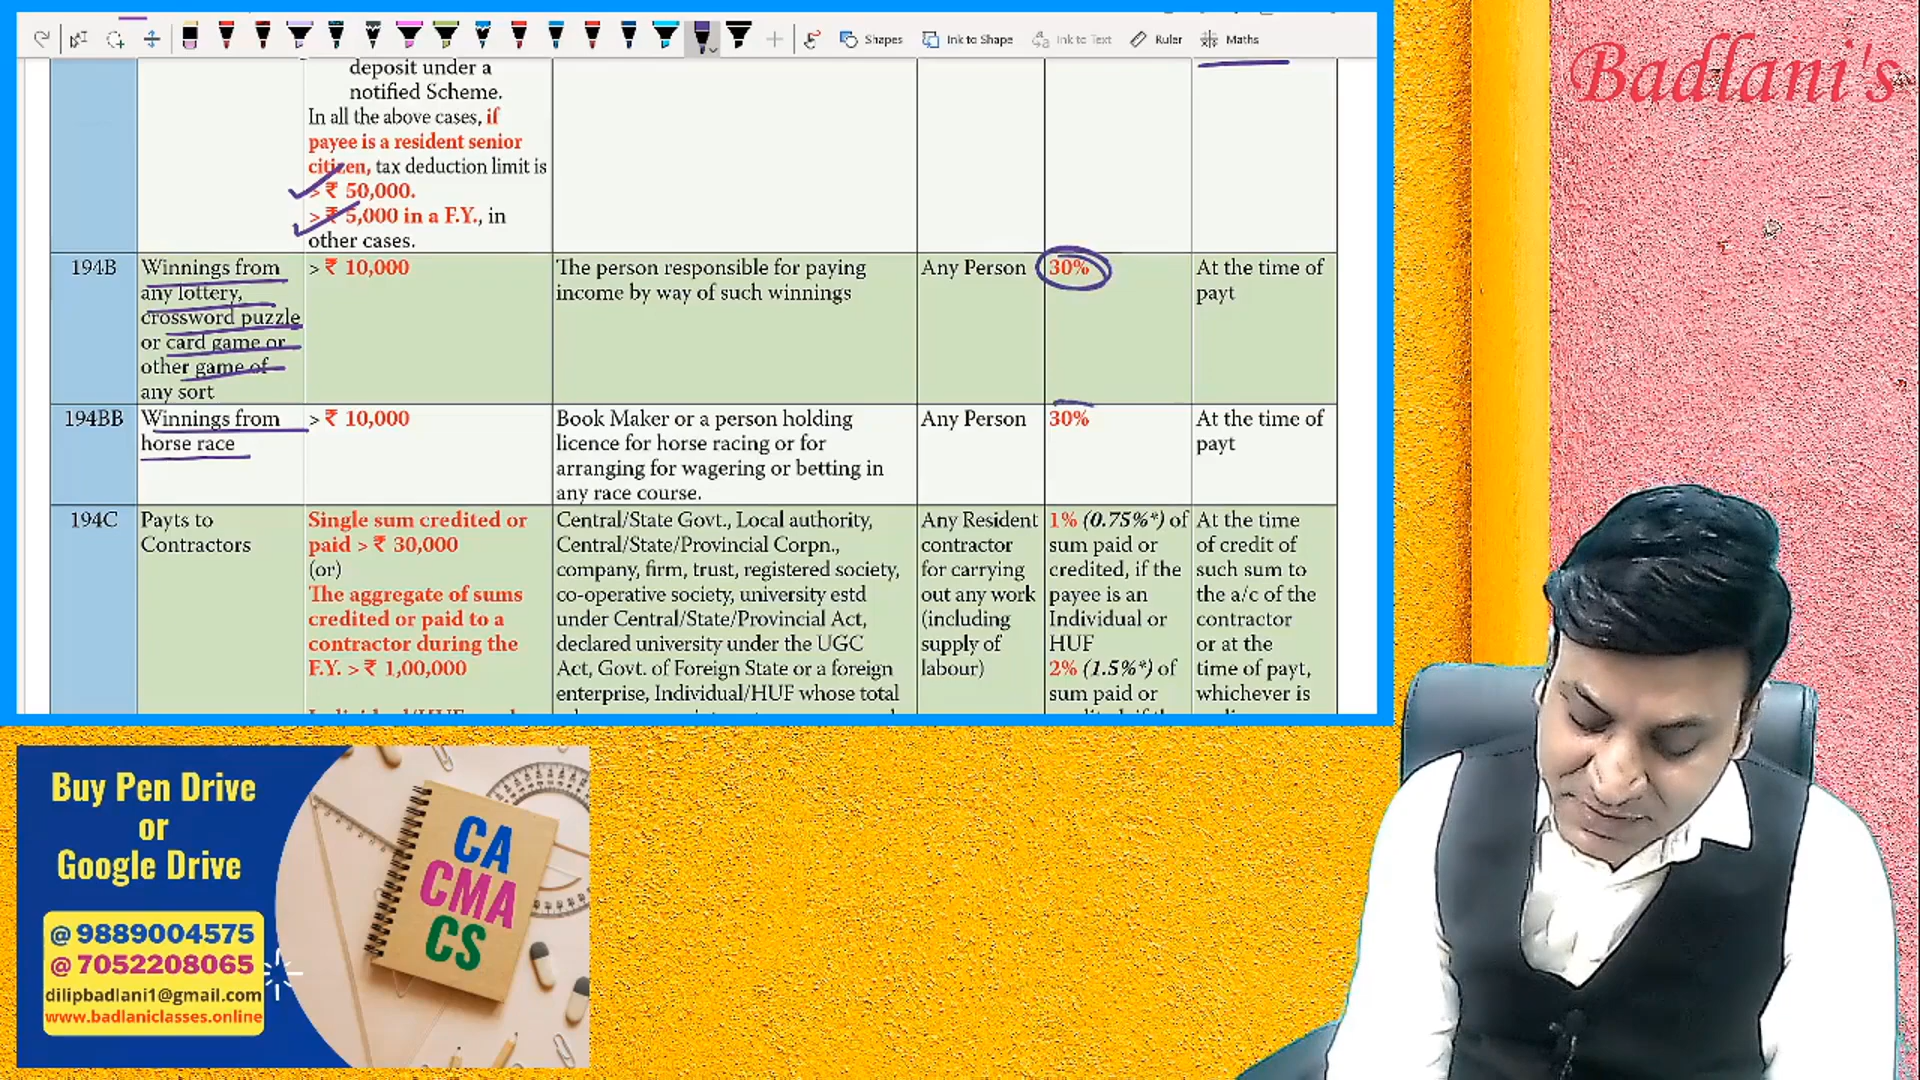 Shapes
Ink to Shape
Ink to Text
Ruler
Maths
Badlani's
deposit under a
notified Scheme.
In all the above cases, if
payee is a resident senior
citizen, tax deduction limit is
> ₹ 50,000.
> ₹ 5,000 in a F.Y., in
other cases.
194B
Winnings from
any lottery,
crossword puzzle
or card game or
other game of
any sort
> ₹ 10,000
The person responsible for paying
income by way of such winnings
Any Person
30%
At the time of
payt
194BB
Winnings from
horse race
> ₹ 10,000
Book Maker or a person holding
licence for horse racing or for
arranging for wagering or betting in
any race course.
Any Person
30%
At the time of
payt
194C
Payts to
Contractors
Single sum credited or
paid > ₹ 30,000
(or)
The aggregate of sums
credited or paid to a
contractor during the
F.Y. > ₹ 1,00,000
Central/State Govt., Local authority,
Central/State/Provincial Corpn.,
company, firm, trust, registered society,
co-operative society, university estd
under Central/State/Provincial Act,
declared university under the UGC
Act, Govt. of Foreign State or a foreign
enterprise, Individual/HUF whose total
Any Resident
contractor
for carrying
out any work
(including
supply of
labour)
1% (0.75%*) of
sum paid or
credited, if the
payee is an
Individual or
HUF
2% (1.5%*) of
sum paid or
At the time
of credit of
such sum to
the a/c of the
contractor
or at the
time of payt,
whichever is
Buy Pen Drive
or
Google Drive
@ 9889004575
@ 7052208065
dilipbadlani1@gmail.com
www.badlaniclasses.online
CA
CMA
CS